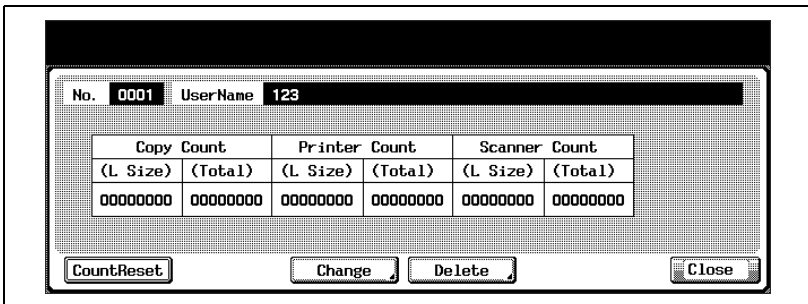 No. 0001 UserName 123
Copy Count Printer Count Scanner Count
(L Size) (Total) (L Size) (Total) (L Size) (Total)
00000000 00000000 00000000 00000000 00000000 00000000
CountReset Change Delete Close